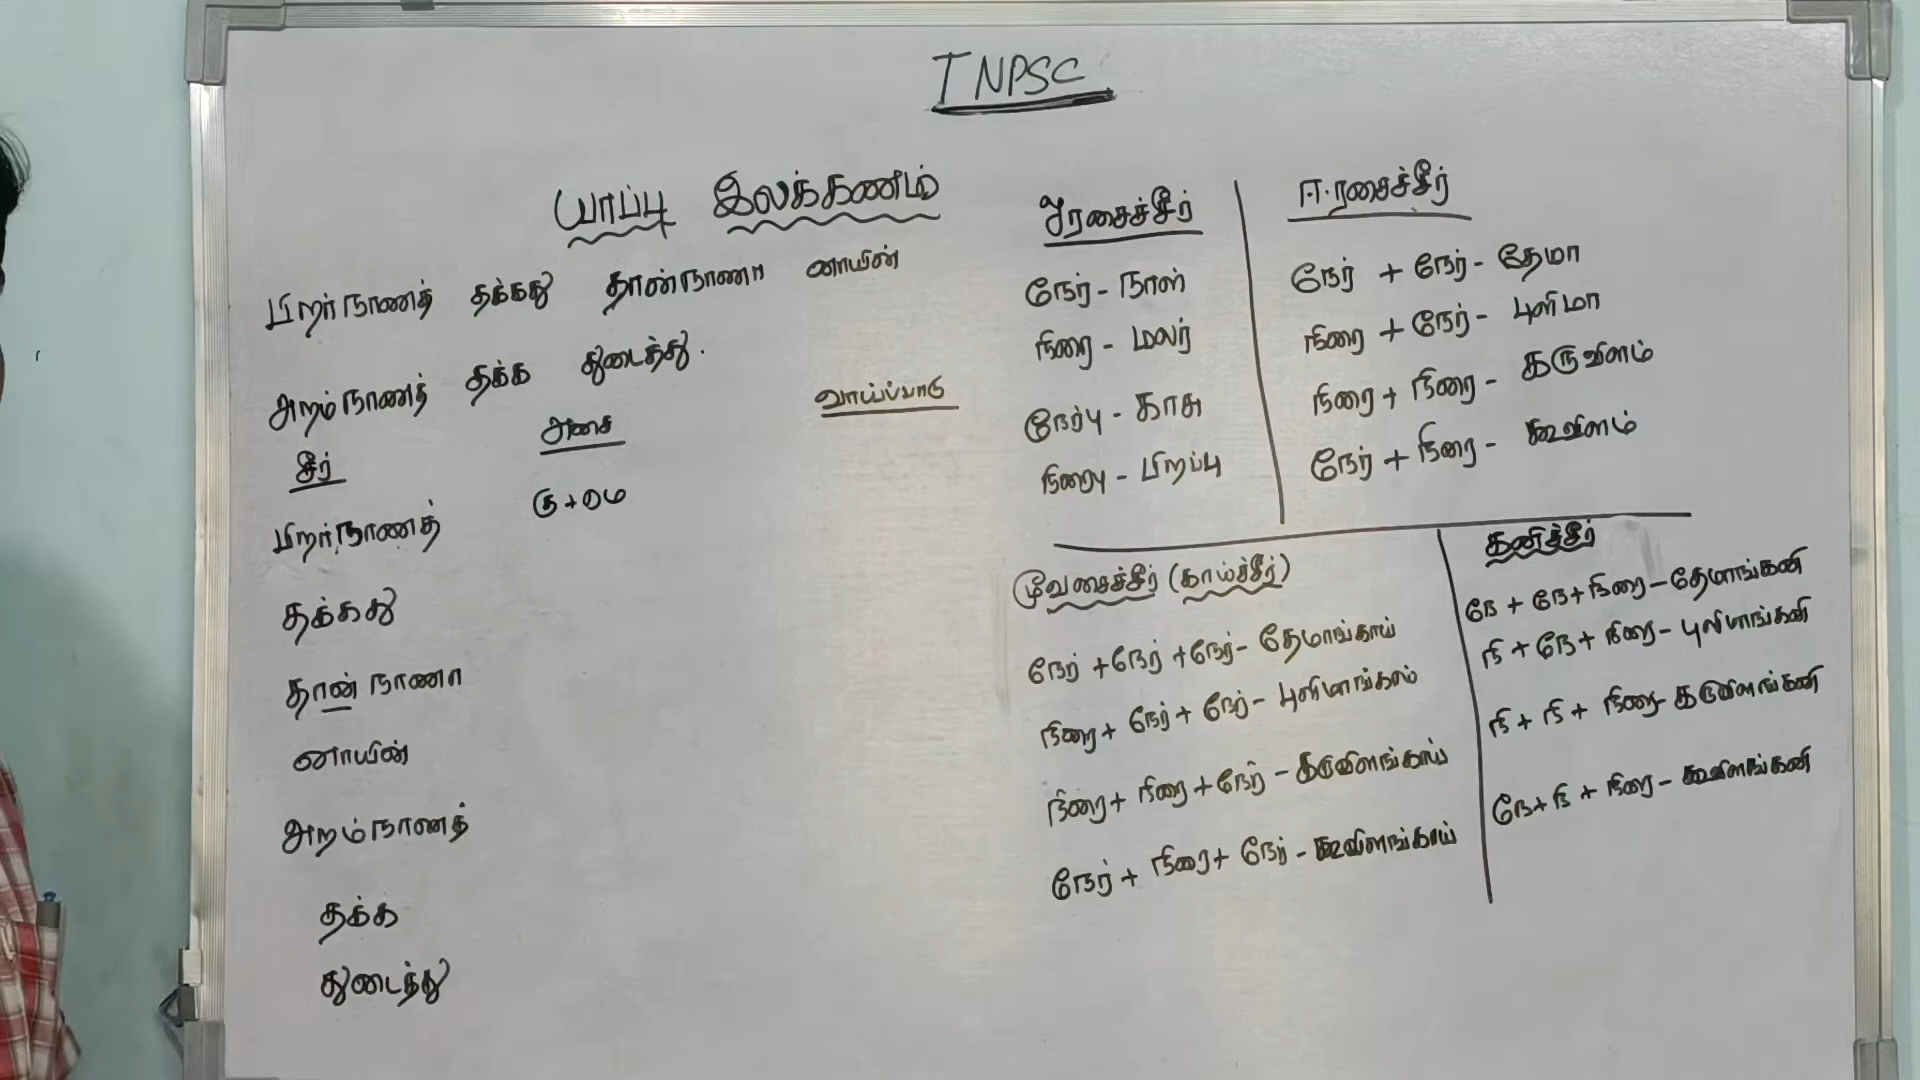 TNPSC
யாப்பு இலக்கணம்
பிறர்நாணத் தக்கது தான்நாணா னாயின்
அறம்நாணத் தக்க துடைத்து.
சீர் அசை வாய்ப்பாடு
பிறர்நாணத்
தக்கது
தான் நாணா
னாயின்
அறம்நாணத்
தக்க
துடைத்து
ஓரசைச்சீர்
நேர் - நாள்
நிரை - மலர்
நேர்பு - காசு
நிரைபு - பிறப்பு
ஈரசைச்சீர்
நேர் + நேர் - தேமா
நிரை + நேர் - புளிமா
நிரை + நிரை - கருவிளம்
நேர் + நிரை - கூவிளம்
மூவசைச்சீர் (காய்ச்சீர்)
நேர் + நேர் + நேர் - தேமாங்காய்
நிரை + நேர் + நேர் - புளிமாங்காய்
நிரை + நிரை + நேர் - கருவிளங்காய்
நேர் + நிரை + நேர் - கூவிளங்காய்
கனிச்சீர்
நே + நே + நிரை - தேமாங்கனி
நி + நே + நிரை - புலிமாங்கனி
நி + நி + நிரை - கருவிளங்கனி
நே + நி + நிரை - கூவிளங்கனி